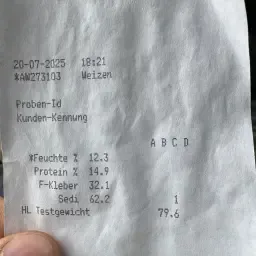 20-07-2025 18:21
*AW273103 Weizen
Proben-Id
Kunden-Kennung
A B C D
*Feuchte % 12.3
Protein % 14.9
F-Kleber 32.1
Sedi 62.2 1
HL Testgewicht 79.6